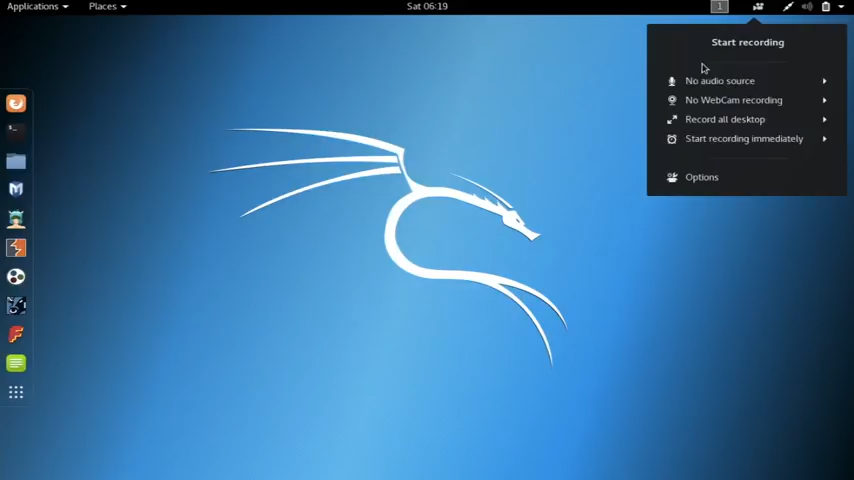 Applications Places Sat 06:19 1
Start recording
No audio source
No WebCam recording
Record all desktop
Start recording immediately
Options